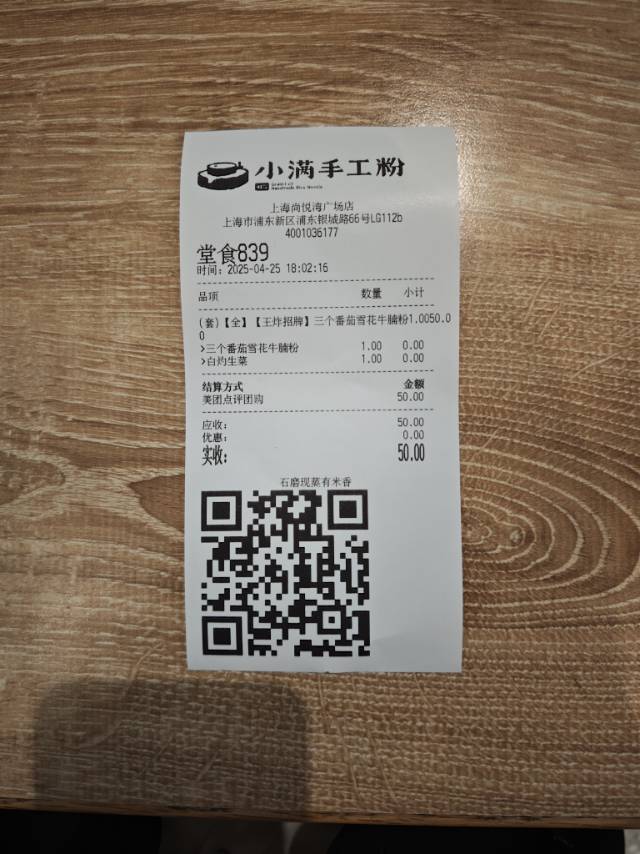 小满手工粉
上海尚悦湾广场店
上海市浦东新区浦东银城路66号LG112b
4001036177
堂食839
时间：2025-04-25 18:02:16
品项 数量 小计
(套)【全】【王炸招牌】三个番茄雪花牛腩粉1.0050.0
0
>三个番茄雪花牛腩粉 1.00 0.00
>白灼生菜 1.00 0.00
结算方式 金额
美团点评团购 50.00
应收： 50.00
优惠： 0.00
实收： 50.00
石磨现蒸有米香